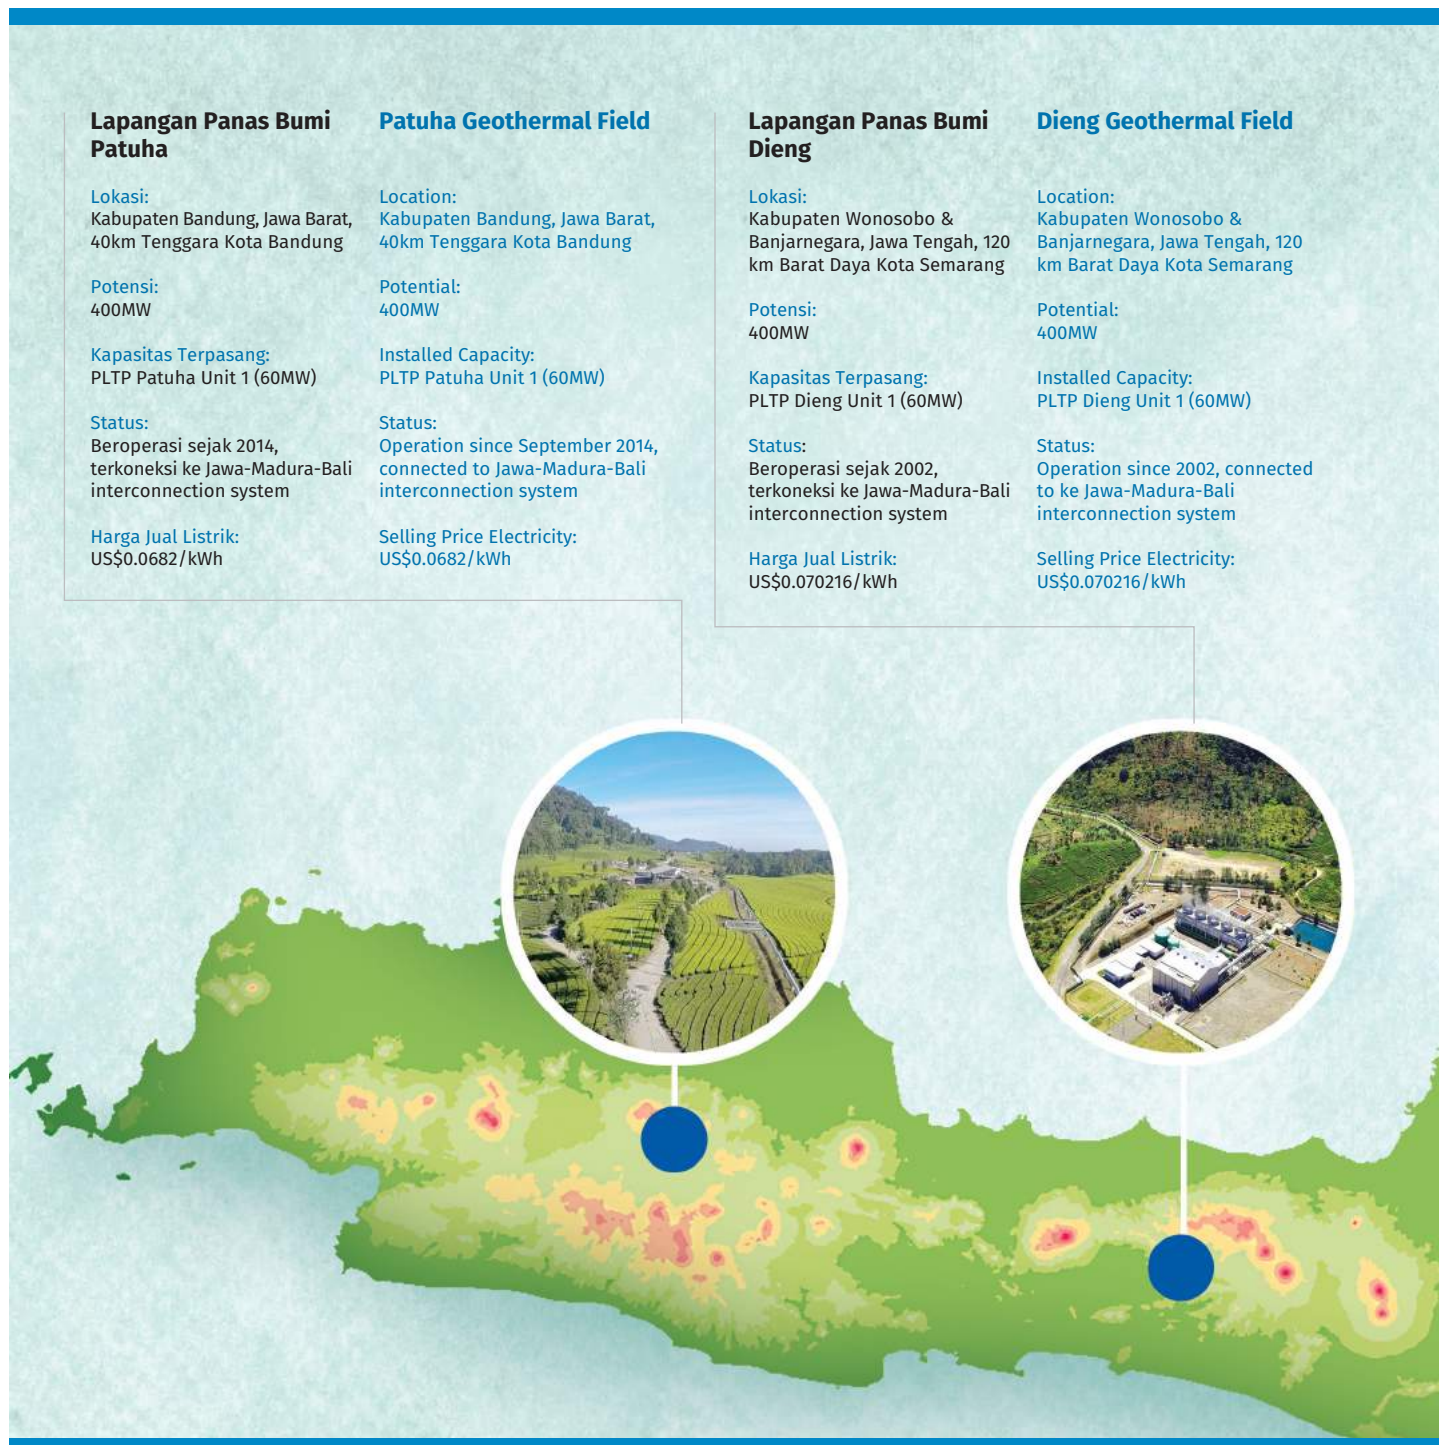 Lapangan Panas Bumi
Patuha
Lokasi:
Kabupaten Bandung, Jawa Barat,
40km Tenggara Kota Bandung
Potensi:
400MW
Kapasitas Terpasang:
PLTP Patuha Unit 1 (60MW)
Status:
Beroperasi sejak 2014,
terkoneksi ke Jawa-Madura-Bali
interconnection system
Harga Jual Listrik:
US$0.0682/kWh
Patuha Geothermal Field
Location:
Kabupaten Bandung, Jawa Barat,
40km Tenggara Kota Bandung
Potential:
400MW
Installed Capacity:
PLTP Patuha Unit 1 (60MW)
Status:
Operation since September 2014,
connected to Jawa-Madura-Bali
interconnection system
Selling Price Electricity:
US$0.0682/kWh
Lapangan Panas Bumi
Dieng
Lokasi:
Kabupaten Wonosobo &
Banjarnegara, Jawa Tengah, 120
km Barat Daya Kota Semarang
Potensi:
400MW
Kapasitas Terpasang:
PLTP Dieng Unit 1 (60MW)
Status:
Beroperasi sejak 2002,
terkoneksi ke Jawa-Madura-Bali
interconnection system
Harga Jual Listrik:
US$0.070216/kWh
Dieng Geothermal Field
Location:
Kabupaten Wonosobo &
Banjarnegara, Jawa Tengah, 120
km Barat Daya Kota Semarang
Potential:
400MW
Installed Capacity:
PLTP Dieng Unit 1 (60MW)
Status:
Operation since 2002, connected
to ke Jawa-Madura-Bali
interconnection system
Selling Price Electricity:
US$0.070216/kWh